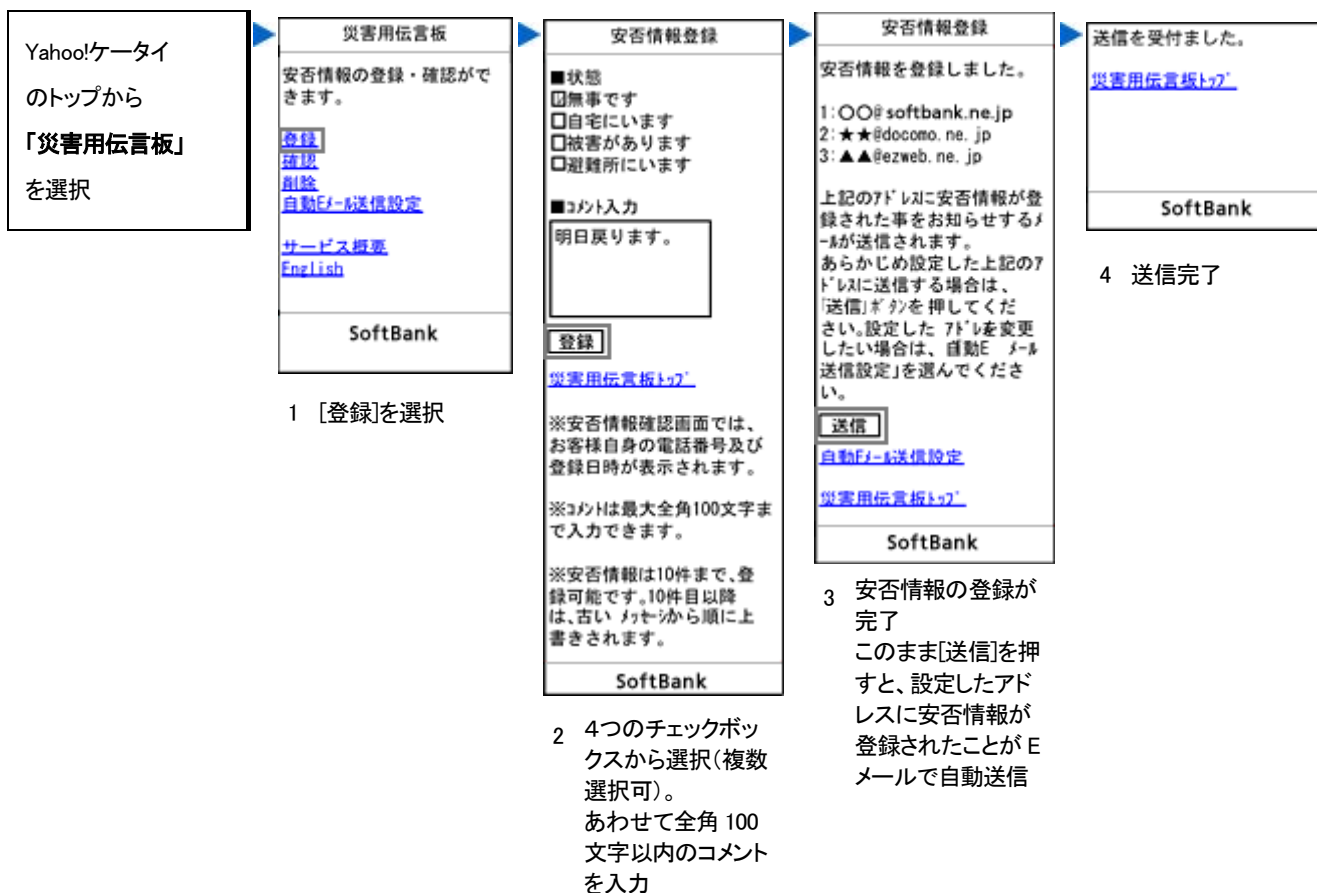 Yahoo!ケータイ
のトップから
「災害用伝言板」
を選択
災害用伝言板
安否情報の登録・確認がで
きます。
登録
確認
削除
自動Eﾒｰﾙ送信設定
サービス概要
English
SoftBank
1 [登録]を選択
安否情報登録
■状態
☑無事です
□自宅にいます
□被害があります
□避難所にいます
■ｺﾒﾝﾄ入力
明日戻ります。
登録
災害用伝言板ﾄｯﾌﾟ
※安否情報確認画面では、
お客様自身の電話番号及び
登録日時が表示されます。
※ｺﾒﾝﾄは最大全角100文字ま
で入力できます。
※安否情報は10件まで、登
録可能です。10件目以降
は、古い ﾒｯｾｰｼﾞから順に上
書きされます。
SoftBank
2 4つのチェックボッ
クスから選択(複数
選択可)。
あわせて全角 100
文字以内のコメント
を入力
安否情報登録
安否情報を登録しました。
1:〇〇@softbank.ne.jp
2:★★@docomo.ne.jp
3:▲▲@ezweb.ne.jp
上記のｱﾄﾞﾚｽに安否情報が登
録された事をお知らせするﾒ
ｰﾙが送信されます。
あらかじめ設定した上記のｱ
ﾄﾞﾚｽに送信する場合は、
「送信」ﾎﾞﾀﾝを押してくだ
さい。設定した ｱﾄﾞﾚを変更
したい場合は、自動E ﾒｰﾙ
送信設定」を選んでくださ
い。
送信
自動Eﾒｰﾙ送信設定
災害用伝言板ﾄｯﾌﾟ
SoftBank
3 安否情報の登録が
完了
このまま[送信]を押
すと、設定したアド
レスに安否情報が
登録されたことが E
メールで自動送信
送信を受付ました。
災害用伝言板ﾄｯﾌﾟ
SoftBank
4 送信完了